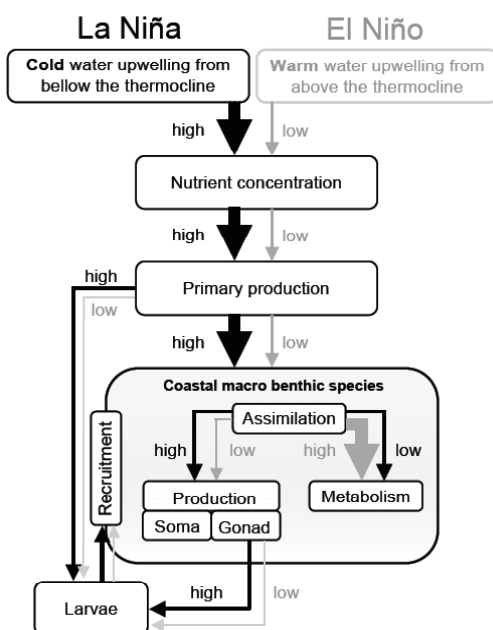 La Niña
El Niño
Cold water upwelling from
bellow the thermocline
Warm water upwelling from
above the thermocline
high
low
Nutrient concentration
high
low
high
low
Primary production
high
low
Coastal macro benthic species
Assimilation
high
low
high
low
Recruitment
Production
Metabolism
Soma
Gonad
high
low
Larvae